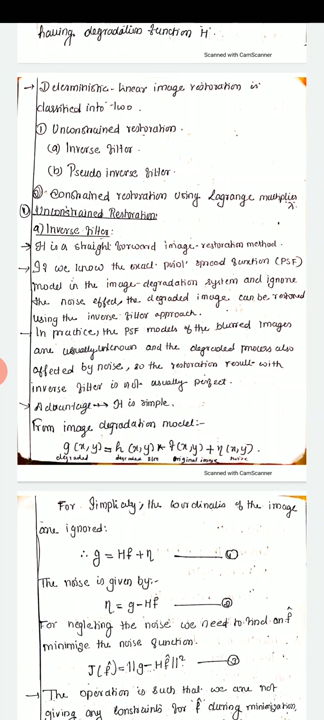 having degradation function H
Scanned with CamScanner
→ Deterministic-linear image restoration is
classified into two.
① Unconstrained restoration.
(a) Inverse filter.
(b) Pseudo inverse filter.
② Constrained restoration using Lagrange multiplier
λ.
① Unconstrained Restoration:
a) Inverse filter:
→ It is a straight forward image-restoration method.
→ If we know the exact point spread function (PSF)
model in the image-degradation system and ignore
the noise effect, the degraded image can be restored
using the inverse filter approach.
→ In practice, the PSF models of the blurred images
are usually unknown and the degraded process also
affected by noise, so the restoration result with
inverse filter is not usually perfect.
→ Advantage → It is simple.
From image degradation model:-
g(x,y) = h(x,y) * f(x,y) + η(x,y).
degraded degraded original image noise
Scanned with CamScanner
For simplicity, the coordinates of the image
are ignored:
∴ g = Hf + η ①
The noise is given by:-
η = g - Hf ②
For neglecting the noise we need to find an f̂
minimize the noise function.
J(f̂) = ||g - Hf̂||² ③
→ The operation is such that we are not
giving any constraints for f̂ during minimization
Scanned with CamScanner